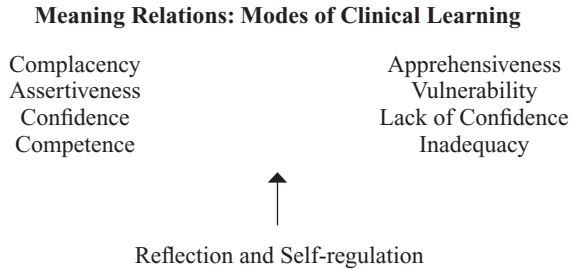 Meaning Relations: Modes of Clinical Learning
Complacency
Assertiveness
Confidence
Competence
Apprehensiveness
Vulnerability
Lack of Confidence
Inadequacy
Reflection and Self-regulation